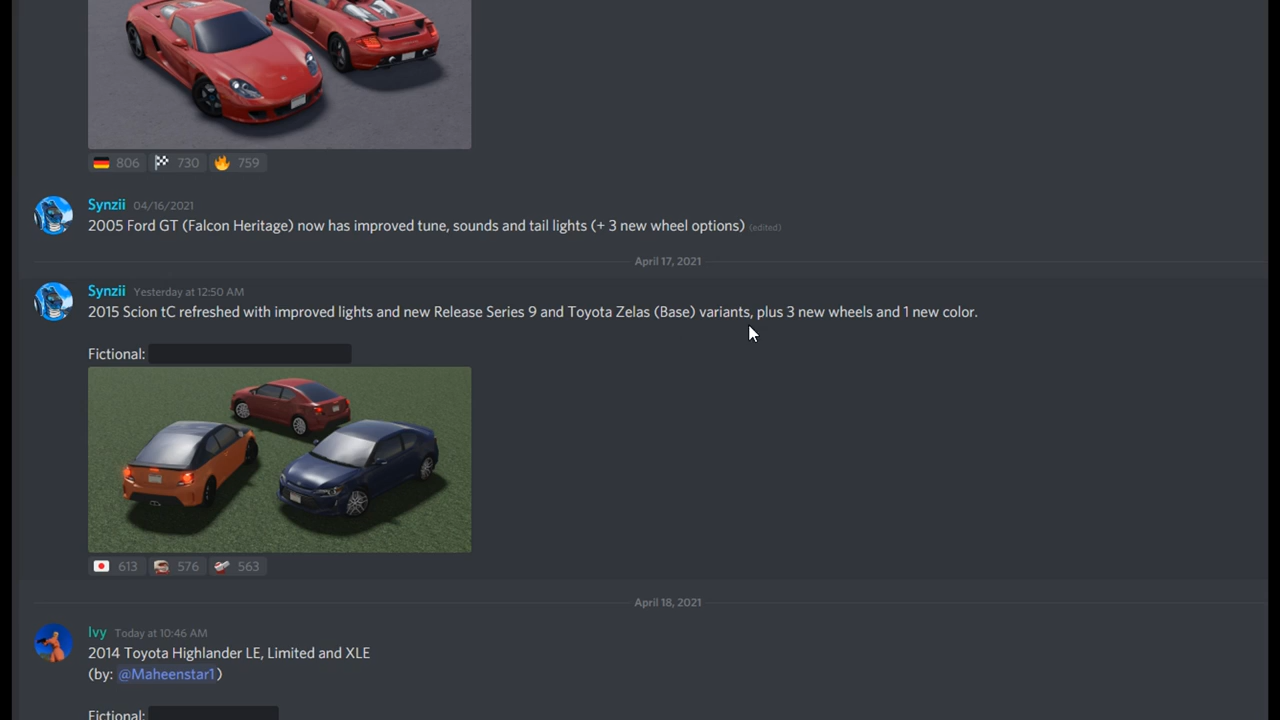 806 730 759
Synzii 04/16/2021
2005 Ford GT (Falcon Heritage) now has improved tune, sounds and tail lights (+ 3 new wheel options) (edited)
April 17, 2021
Synzii Yesterday at 12:50 AM
2015 Scion tC refreshed with improved lights and new Release Series 9 and Toyota Zelas (Base) variants, plus 3 new wheels and 1 new color.
Fictional:
613 576 563
April 18, 2021
Ivy Today at 10:46 AM
2014 Toyota Highlander LE, Limited and XLE
(by: @Maheenstar1)
Fictional: